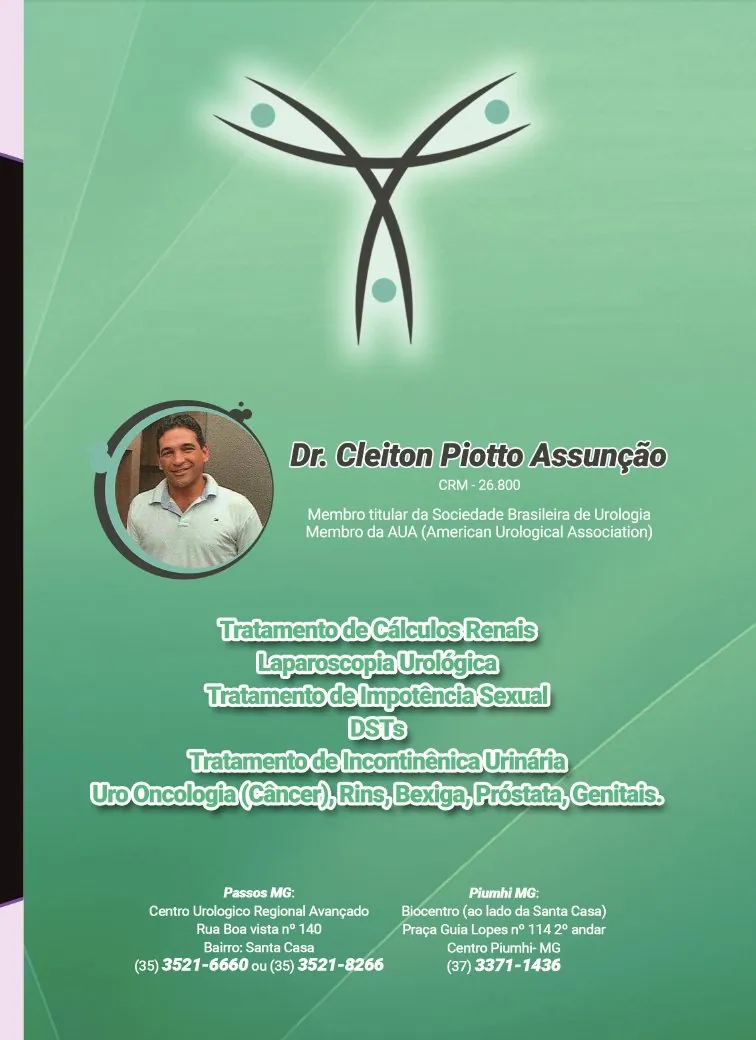 Dr. Cleiton Piotto Assunção
CRM - 26.800
Membro titular da Sociedade Brasileira de Urologia
Membro da AUA (American Urological Association)
Tratamento de Cálculos Renais
Laparoscopia Urológica
Tratamento de Impotência Sexual
DSTs
Tratamento de Incontinênica Urinária
Uro Oncologia (Câncer), Rins, Bexiga, Próstata, Genitais.
Passos MG:
Centro Urologico Regional Avançado
Rua Boa vista nº 140
Bairro: Santa Casa
(35) 3521-6660 ou (35) 3521-8266
Piumhi MG:
Biocentro (ao lado da Santa Casa)
Praça Guia Lopes nº 114 2º andar
Centro Piumhi- MG
(37) 3371-1436